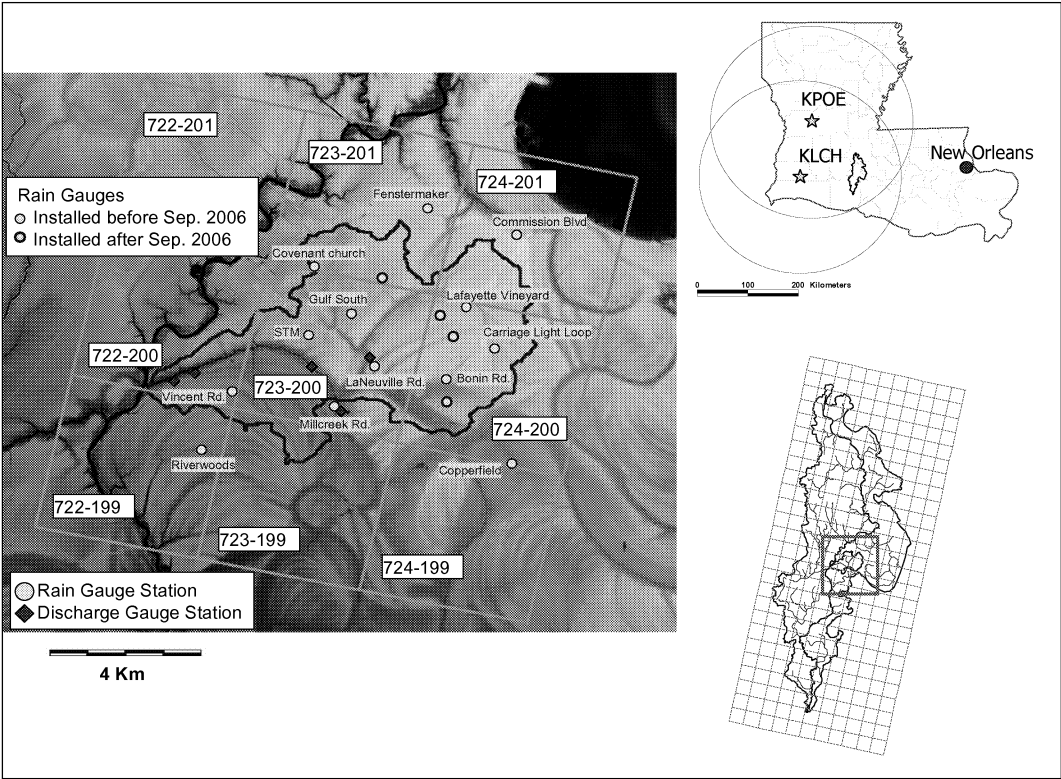 722-201
723-201
724-201
Rain Gauges
Installed before Sep. 2006
Installed after Sep. 2006
Fenstermaker
Commission Blvd
Covenant church
Gulf South
Lafayette Vineyard
STM
Carriage Light Loop
722-200
723-200
LaNeuville Rd.
Bonin Rd.
Vincent Rd.
Millcreek Rd.
724-200
Riverwoods
Copperfield
722-199
723-199
724-199
Rain Gauge Station
Discharge Gauge Station
4 Km
KPOE
KLCH
New Orleans
0 100 200 Kilometers